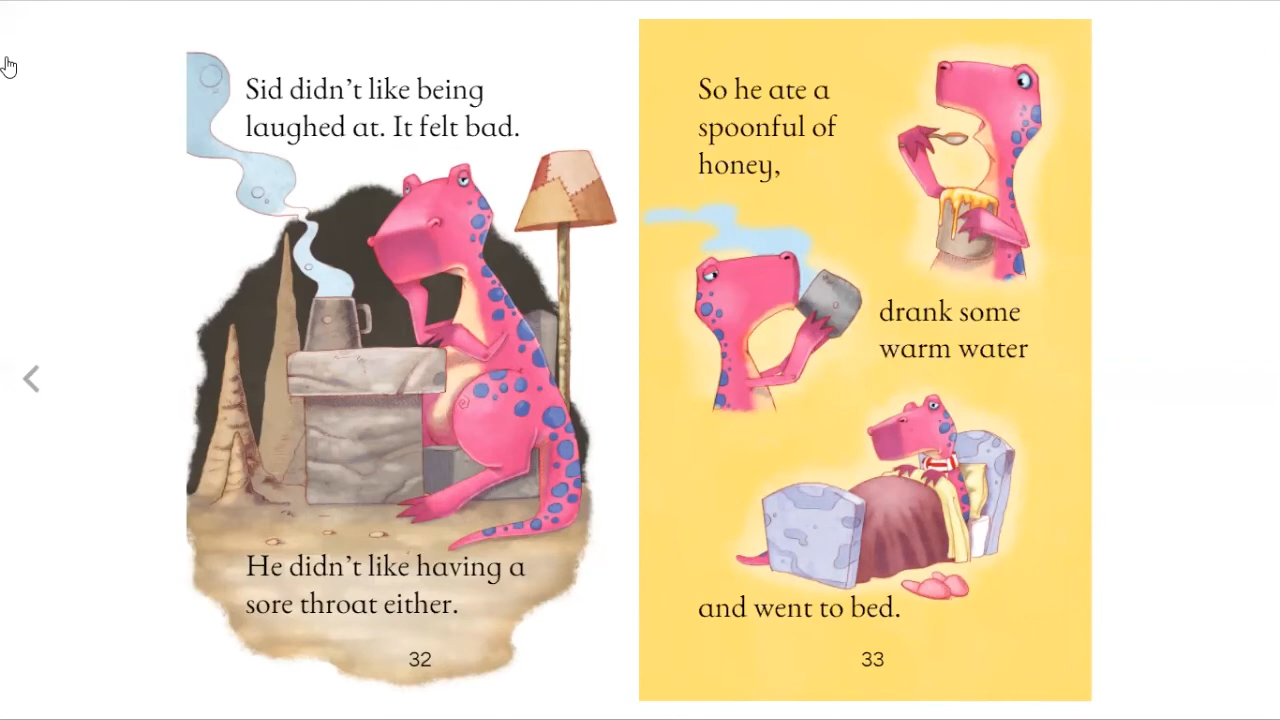 Sid didn’t like being
laughed at. It felt bad.
He didn’t like having a
sore throat either.
32
So he ate a
spoonful of
honey,
drank some
warm water
and went to bed.
33